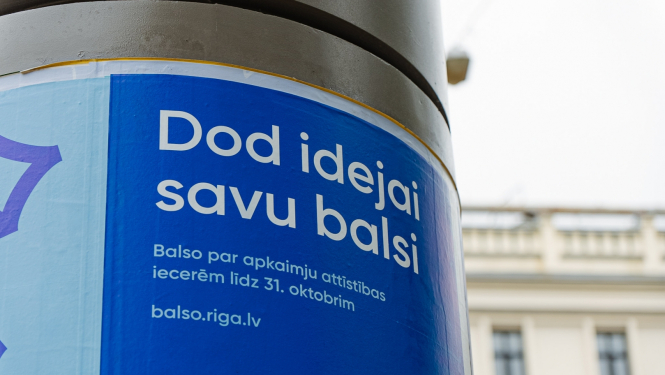 Dod idejai
savu balsi
Balso par apkaimju attīstības
iecerēm līdz 31. oktobrim
balso.riga.lv